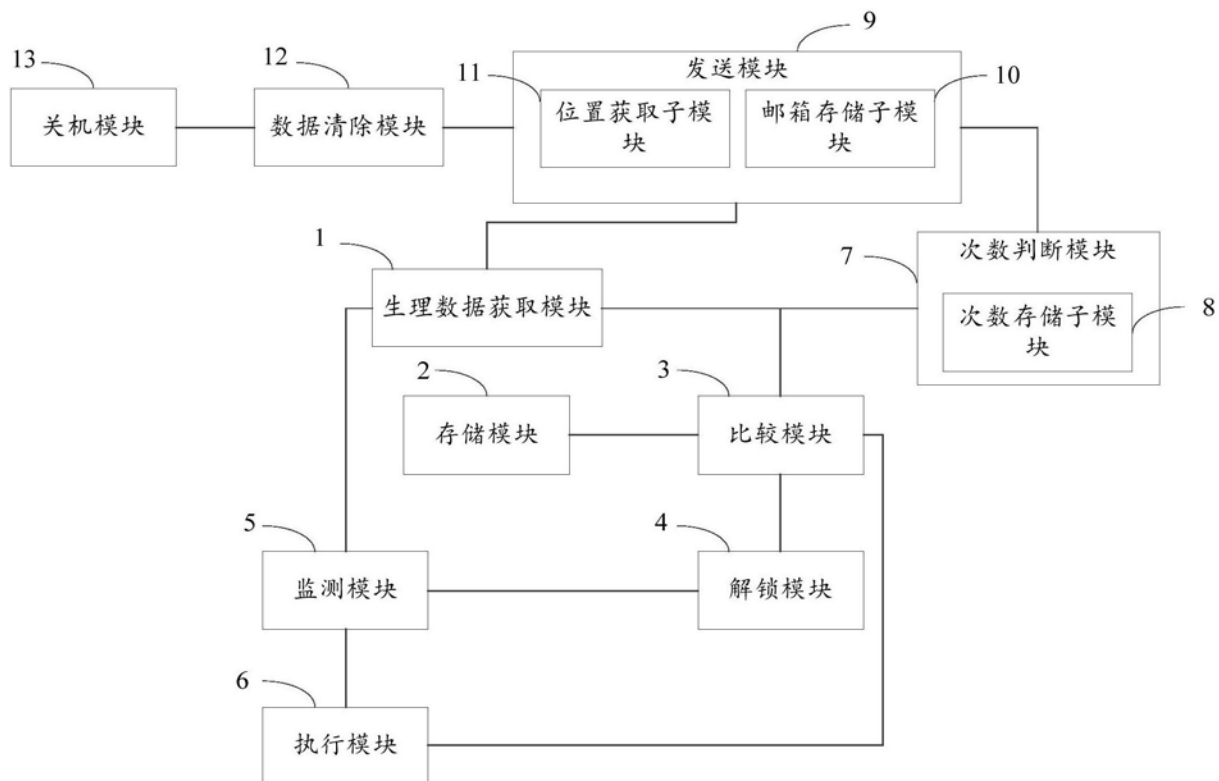 9
13
12
发送模块
11
10
关机模块
数据清除模块
位置获取子模
块
邮箱存储子模
块
1
7
次数判断模块
生理数据获取模块
次数存储子模
块
8
2
3
存储模块
比较模块
5
4
监测模块
解锁模块
6
执行模块